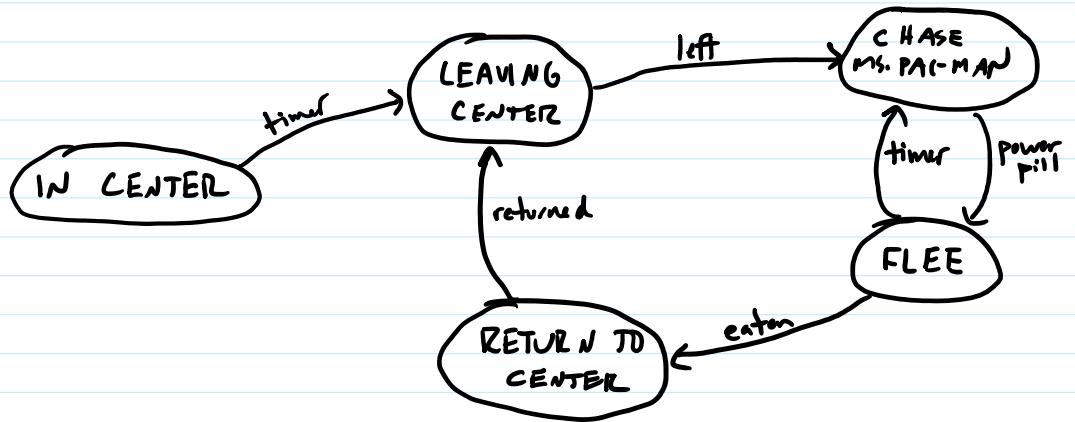 CHASE
MS. PAC-MAN
left
LEAVING
CENTER
timer
IN CENTER
timer
power
pill
returned
FLEE
eaten
RETURN TO
CENTER